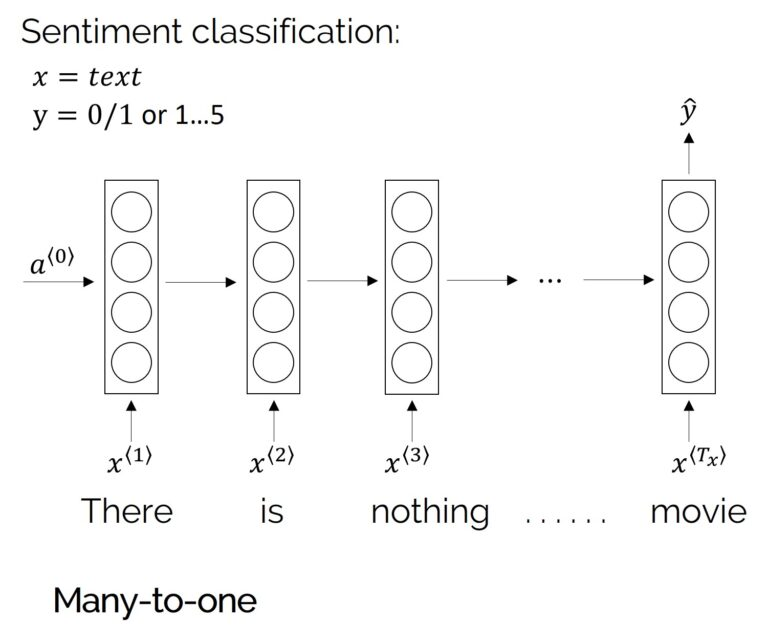 Sentiment classification:
x = text
y = 0/1 or 1...5
ŷ
a⟨0⟩
...
x⟨1⟩ x⟨2⟩ x⟨3⟩ x⟨Tx⟩
There is nothing ...... movie
Many-to-one